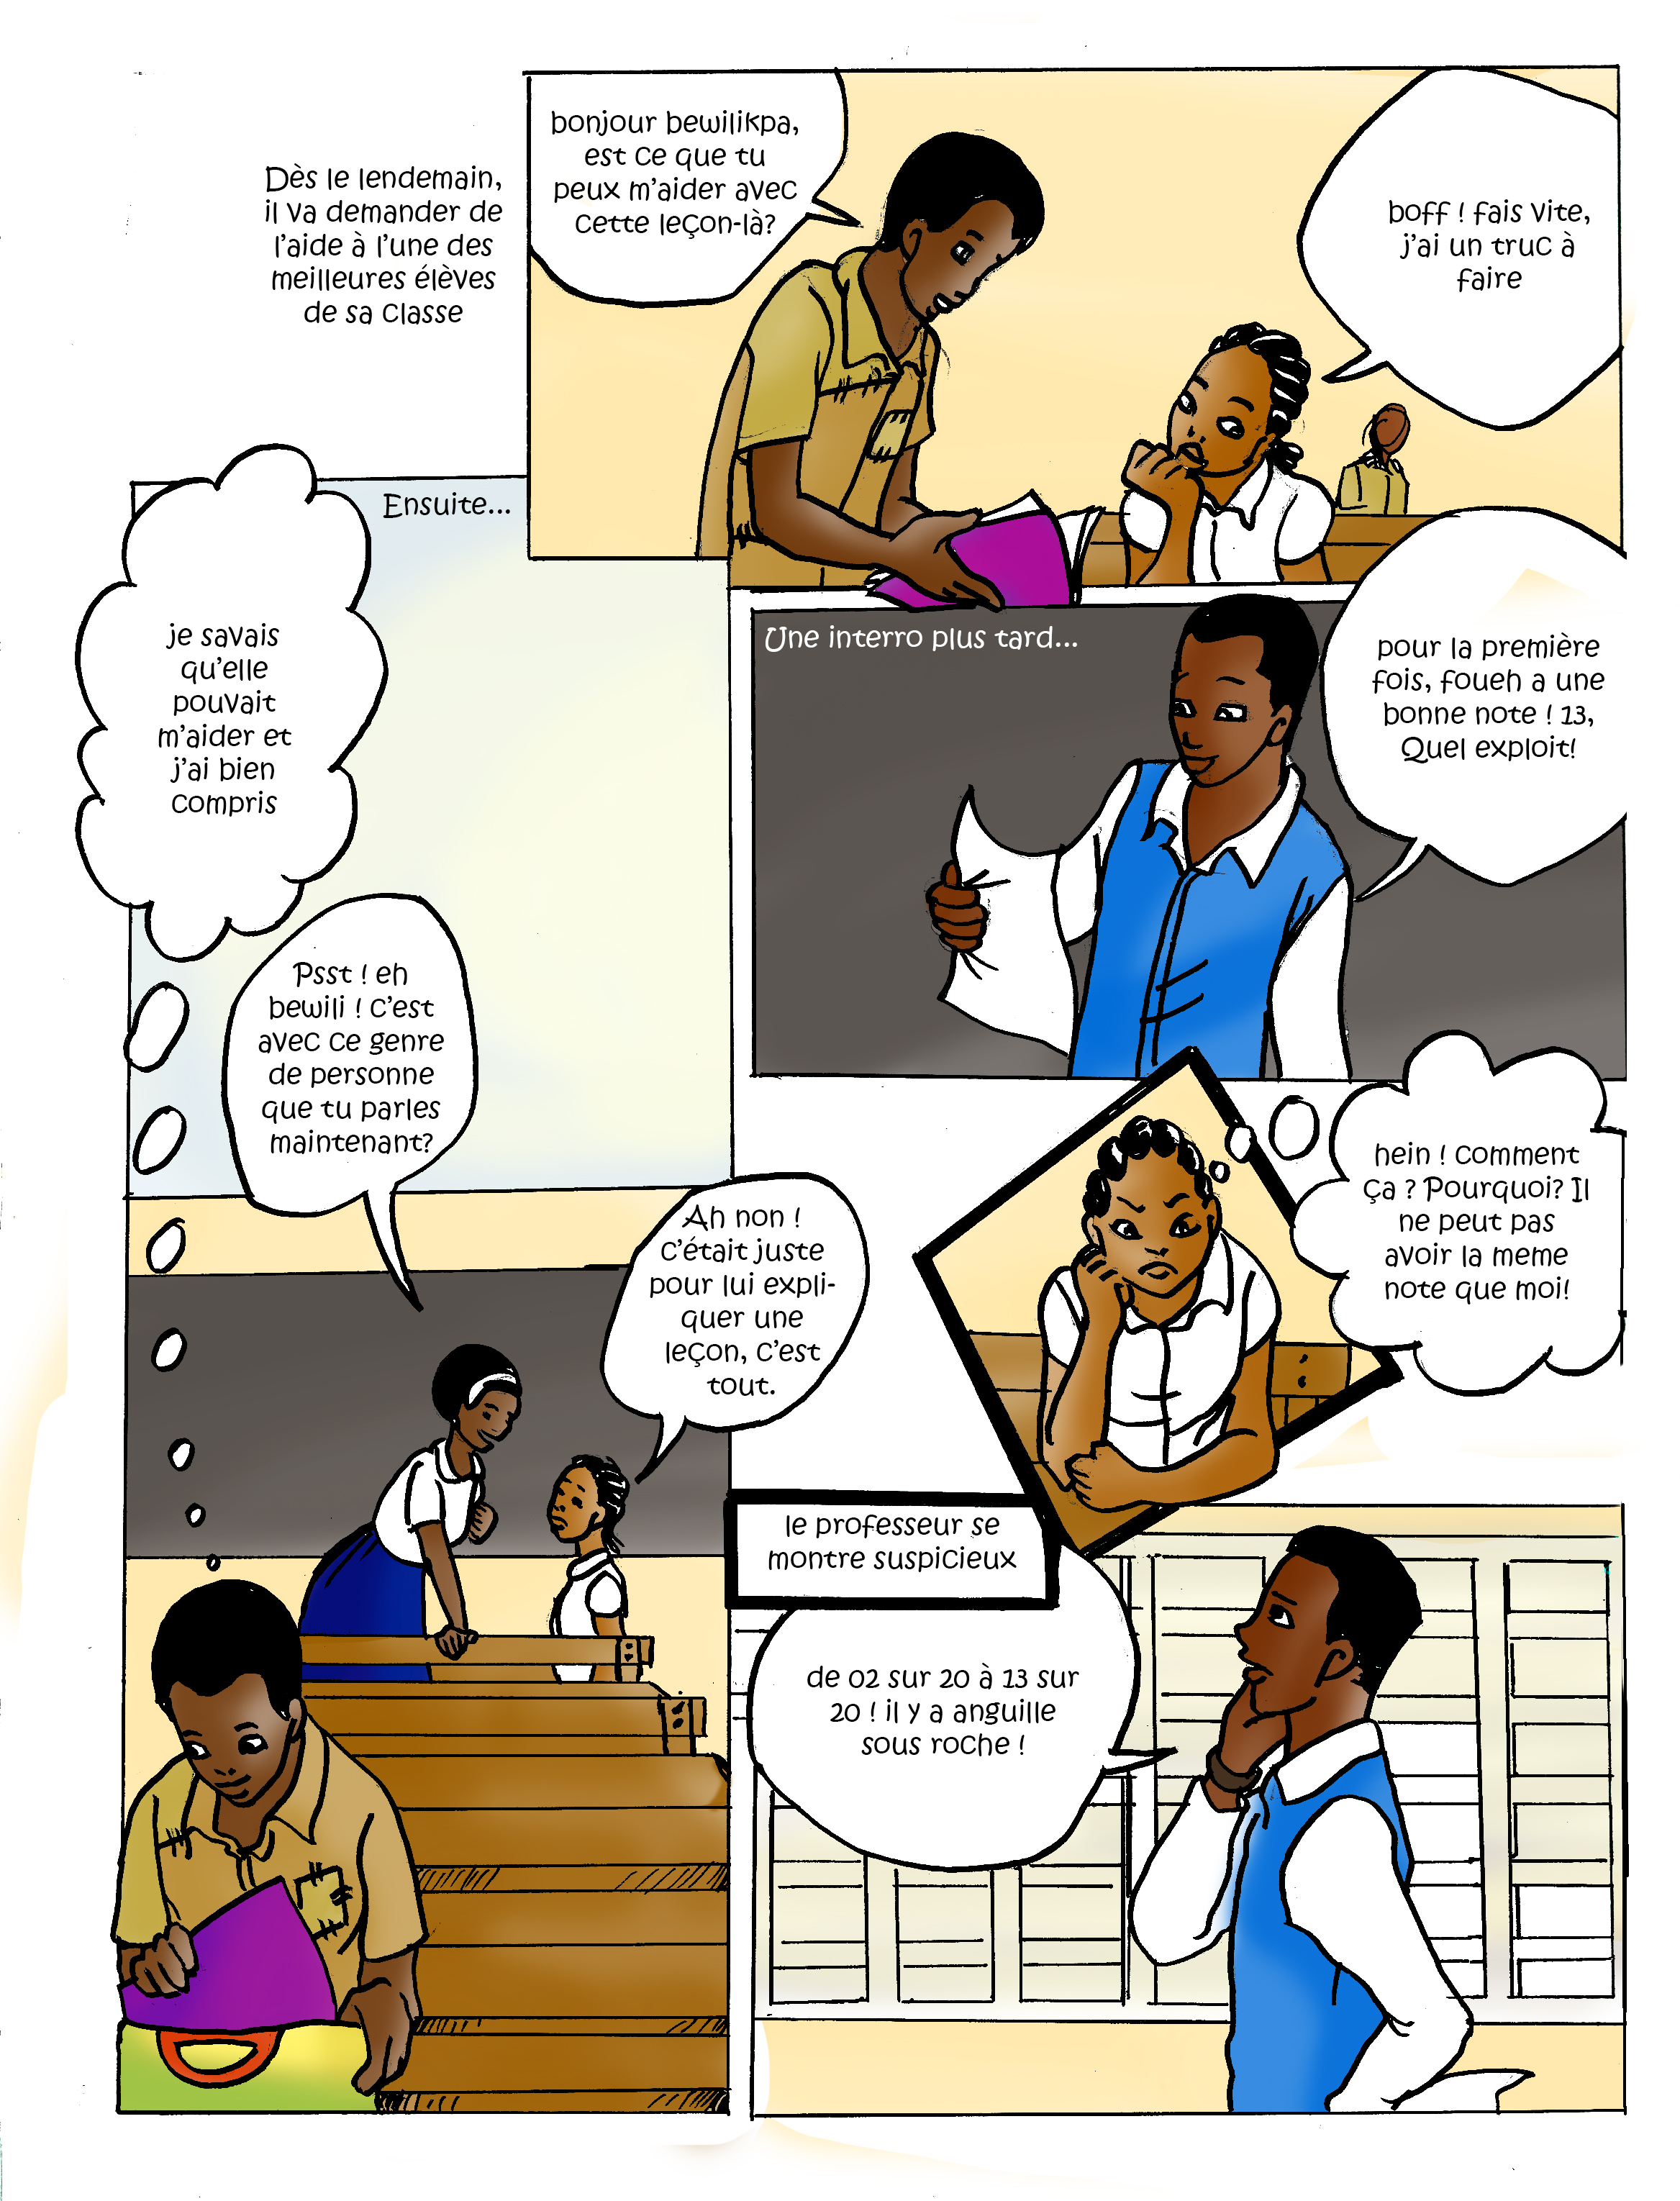 Dès le lendemain,
il va demander de
l'aide à l'une des
meilleures élèves
de sa classe
bonjour bewilikpa,
est ce que tu
peux m'aider avec
cette leçon-là?
boff ! fais vite,
j'ai un truc à
faire
Ensuite...
je savais
qu'elle
pouvait
m'aider et
j'ai bien
compris
Psst ! eh
bewili ! c'est
avec ce genre
de personne
que tu parles
maintenant?
Ah non !
c'était juste
pour lui expli-
quer une
leçon, c'est
tout.
Une interro plus tard...
pour la première
fois, foueh a une
bonne note ! 13,
Quel exploit!
hein ! comment
ça ? Pourquoi? Il
ne peut pas
avoir la meme
note que moi!
le professeur se
montre suspicieux
de 02 sur 20 à 13 sur
20 ! il y a anguille
sous roche !